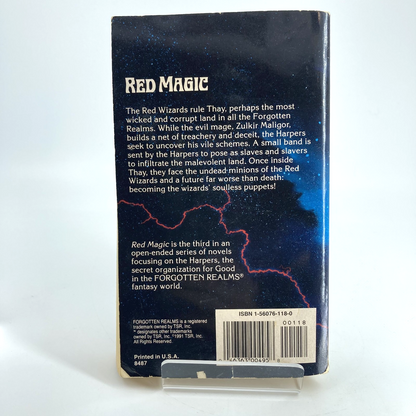 RED MAGIC
The Red Wizards rule Thay, perhaps the most
wicked and corrupt land in all the Forgotten
Realms. While the evil mage, Zulkir Maligor,
builds a net of treachery and deceit, the Harpers
seek to uncover his vile schemes. A small band is
sent by the Harpers to pose as slaves and slavers
to infiltrate the malevolent land. Once inside
Thay, they face the undead minions of the Red
Wizards and a future far worse than death:
becoming the wizards' soulless puppets!
Red Magic is the third in an
open-ended series of novels
focusing on the Harpers, the
secret organization for Good
in the FORGOTTEN REALMS®
fantasy world.
FORGOTTEN REALMS is a registered
trademark owned by TSR, Inc.
™ designates other trademarks
owned by TSR, Inc. ©1991 TSR, Inc.
All Rights Reserved.
Printed in U.S.A.
8487
ISBN 1-56076-118-0
00118